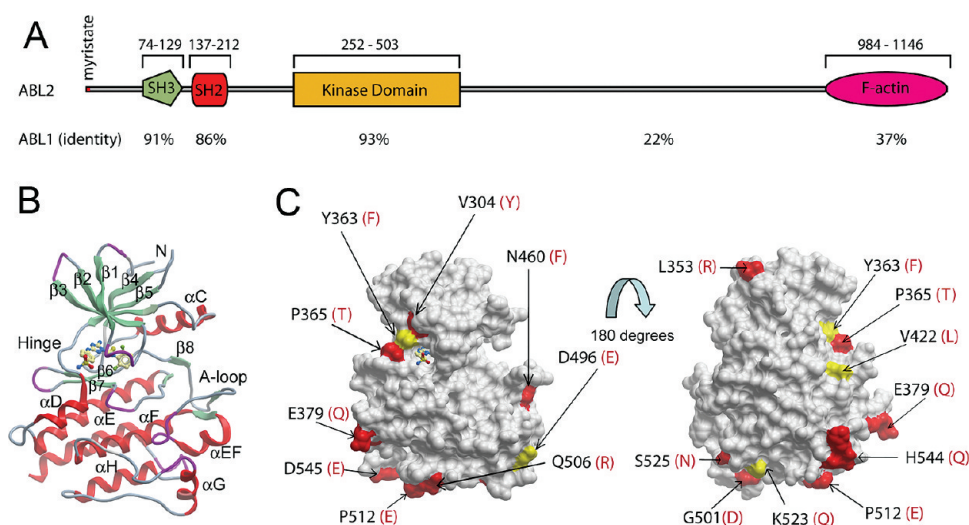 A
myristate
74-129 137-212 252 - 503 984 - 1146
ABL2 SH3 SH2 Kinase Domain F-actin
ABL1 (identity) 91% 86% 93% 22% 37%
B
N
β1
β2 β4
β3 β5
αC
Hinge
β8
β6
β7
A-loop
αD
αE αF
αEF
αH
αG
C
V304 (Y)
Y363 (F)
N460 (F)
P365 (T)
180 degrees
D496 (E)
E379 (Q)
Q506 (R)
D545 (E)
P512 (E)
L353 (R)
Y363 (F)
P365 (T)
V422 (L)
E379 (Q)
S525 (N)
H544 (Q)
G501 (D)
K523 (Q)
P512 (E)